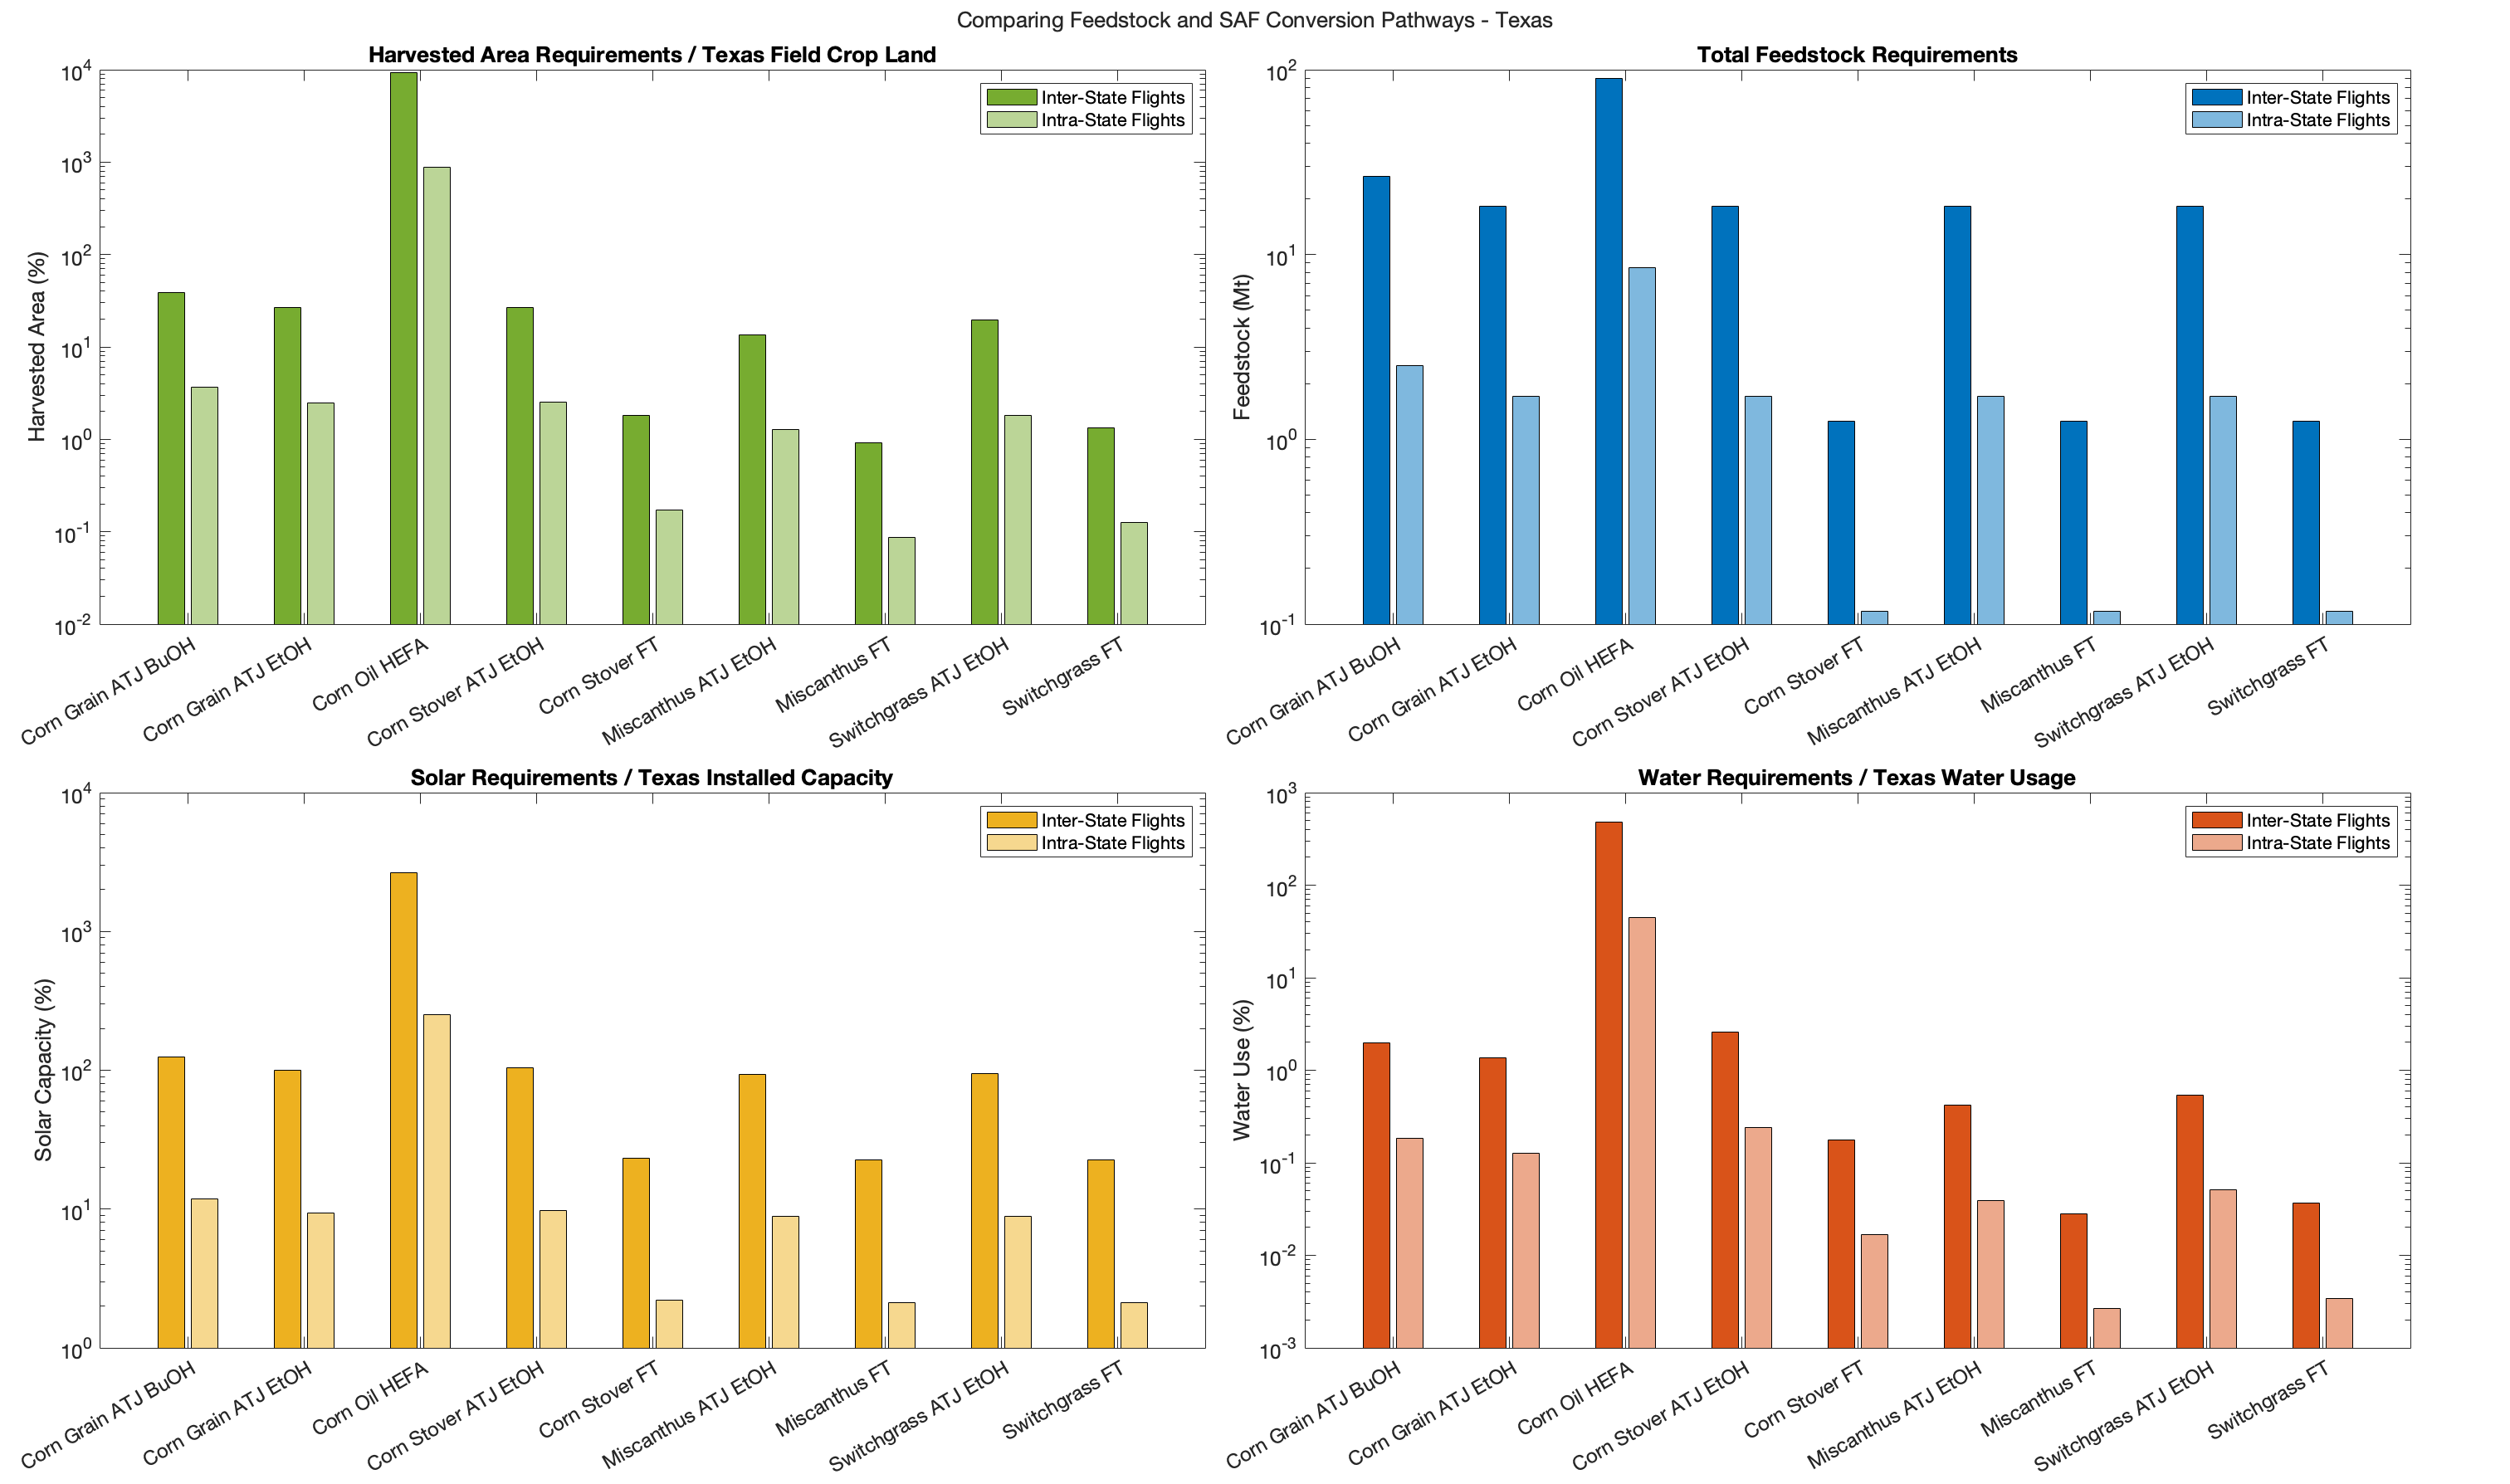 Comparing Feedstock and SAF Conversion Pathways - Texas
Harvested Area Requirements / Texas Field Crop Land
Harvested Area (%)
10^4
10^3
10^2
10^1
10^0
10^-1
10^-2
Inter-State Flights
Intra-State Flights
Corn Grain ATJ BuOH
Corn Grain ATJ EtOH
Corn Oil HEFA
Corn Stover ATJ EtOH
Corn Stover FT
Miscanthus ATJ EtOH
Miscanthus FT
Switchgrass ATJ EtOH
Switchgrass FT
Total Feedstock Requirements
Feedstock (Mt)
10^2
10^1
10^0
10^-1
Inter-State Flights
Intra-State Flights
Corn Grain ATJ BuOH
Corn Grain ATJ EtOH
Corn Oil HEFA
Corn Stover ATJ EtOH
Corn Stover FT
Miscanthus ATJ EtOH
Miscanthus FT
Switchgrass ATJ EtOH
Switchgrass FT
Solar Requirements / Texas Installed Capacity
Solar Capacity (%)
10^4
10^3
10^2
10^1
10^0
Inter-State Flights
Intra-State Flights
Corn Grain ATJ BuOH
Corn Grain ATJ EtOH
Corn Oil HEFA
Corn Stover ATJ EtOH
Corn Stover FT
Miscanthus ATJ EtOH
Miscanthus FT
Switchgrass ATJ EtOH
Switchgrass FT
Water Requirements / Texas Water Usage
Water Use (%)
10^3
10^2
10^1
10^0
10^-1
10^-2
10^-3
Inter-State Flights
Intra-State Flights
Corn Grain ATJ BuOH
Corn Grain ATJ EtOH
Corn Oil HEFA
Corn Stover ATJ EtOH
Corn Stover FT
Miscanthus ATJ EtOH
Miscanthus FT
Switchgrass ATJ EtOH
Switchgrass FT